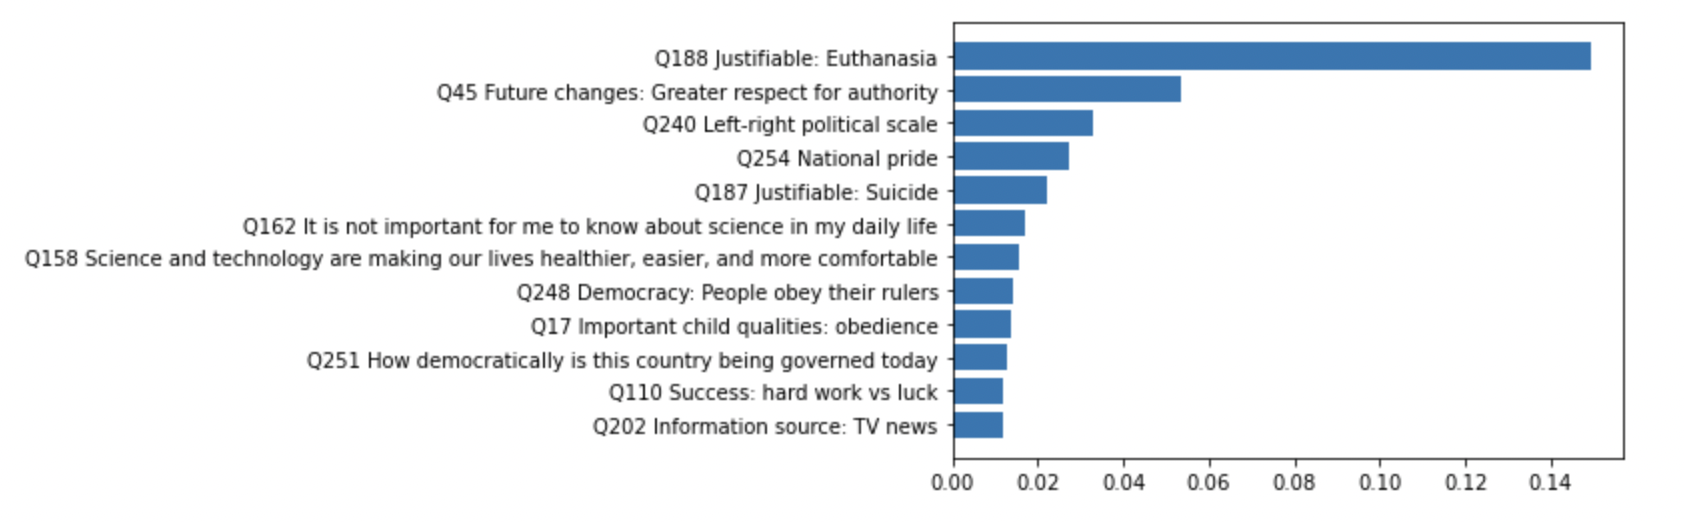 Q188 Justifiable: Euthanasia
Q45 Future changes: Greater respect for authority
Q240 Left-right political scale
Q254 National pride
Q187 Justifiable: Suicide
Q162 It is not important for me to know about science in my daily life
Q158 Science and technology are making our lives healthier, easier, and more comfortable
Q248 Democracy: People obey their rulers
Q17 Important child qualities: obedience
Q251 How democratically is this country being governed today
Q110 Success: hard work vs luck
Q202 Information source: TV news
0.00 0.02 0.04 0.06 0.08 0.10 0.12 0.14